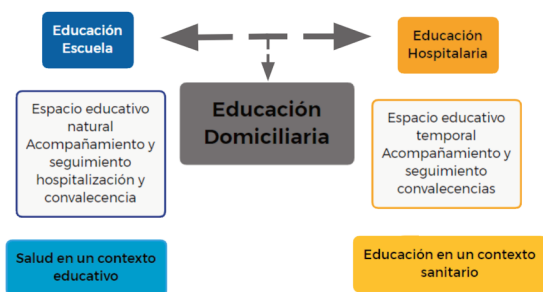 Educación
Escuela
Educación
Hospitalaria
Educación
Domiciliaria
Espacio educativo
natural
Acompañamiento y
seguimiento
hospitalización y
convalecencia
Espacio educativo
temporal
Acompañamiento y
seguimiento
convalecencias
Salud en un contexto
educativo
Educación en un contexto
sanitario